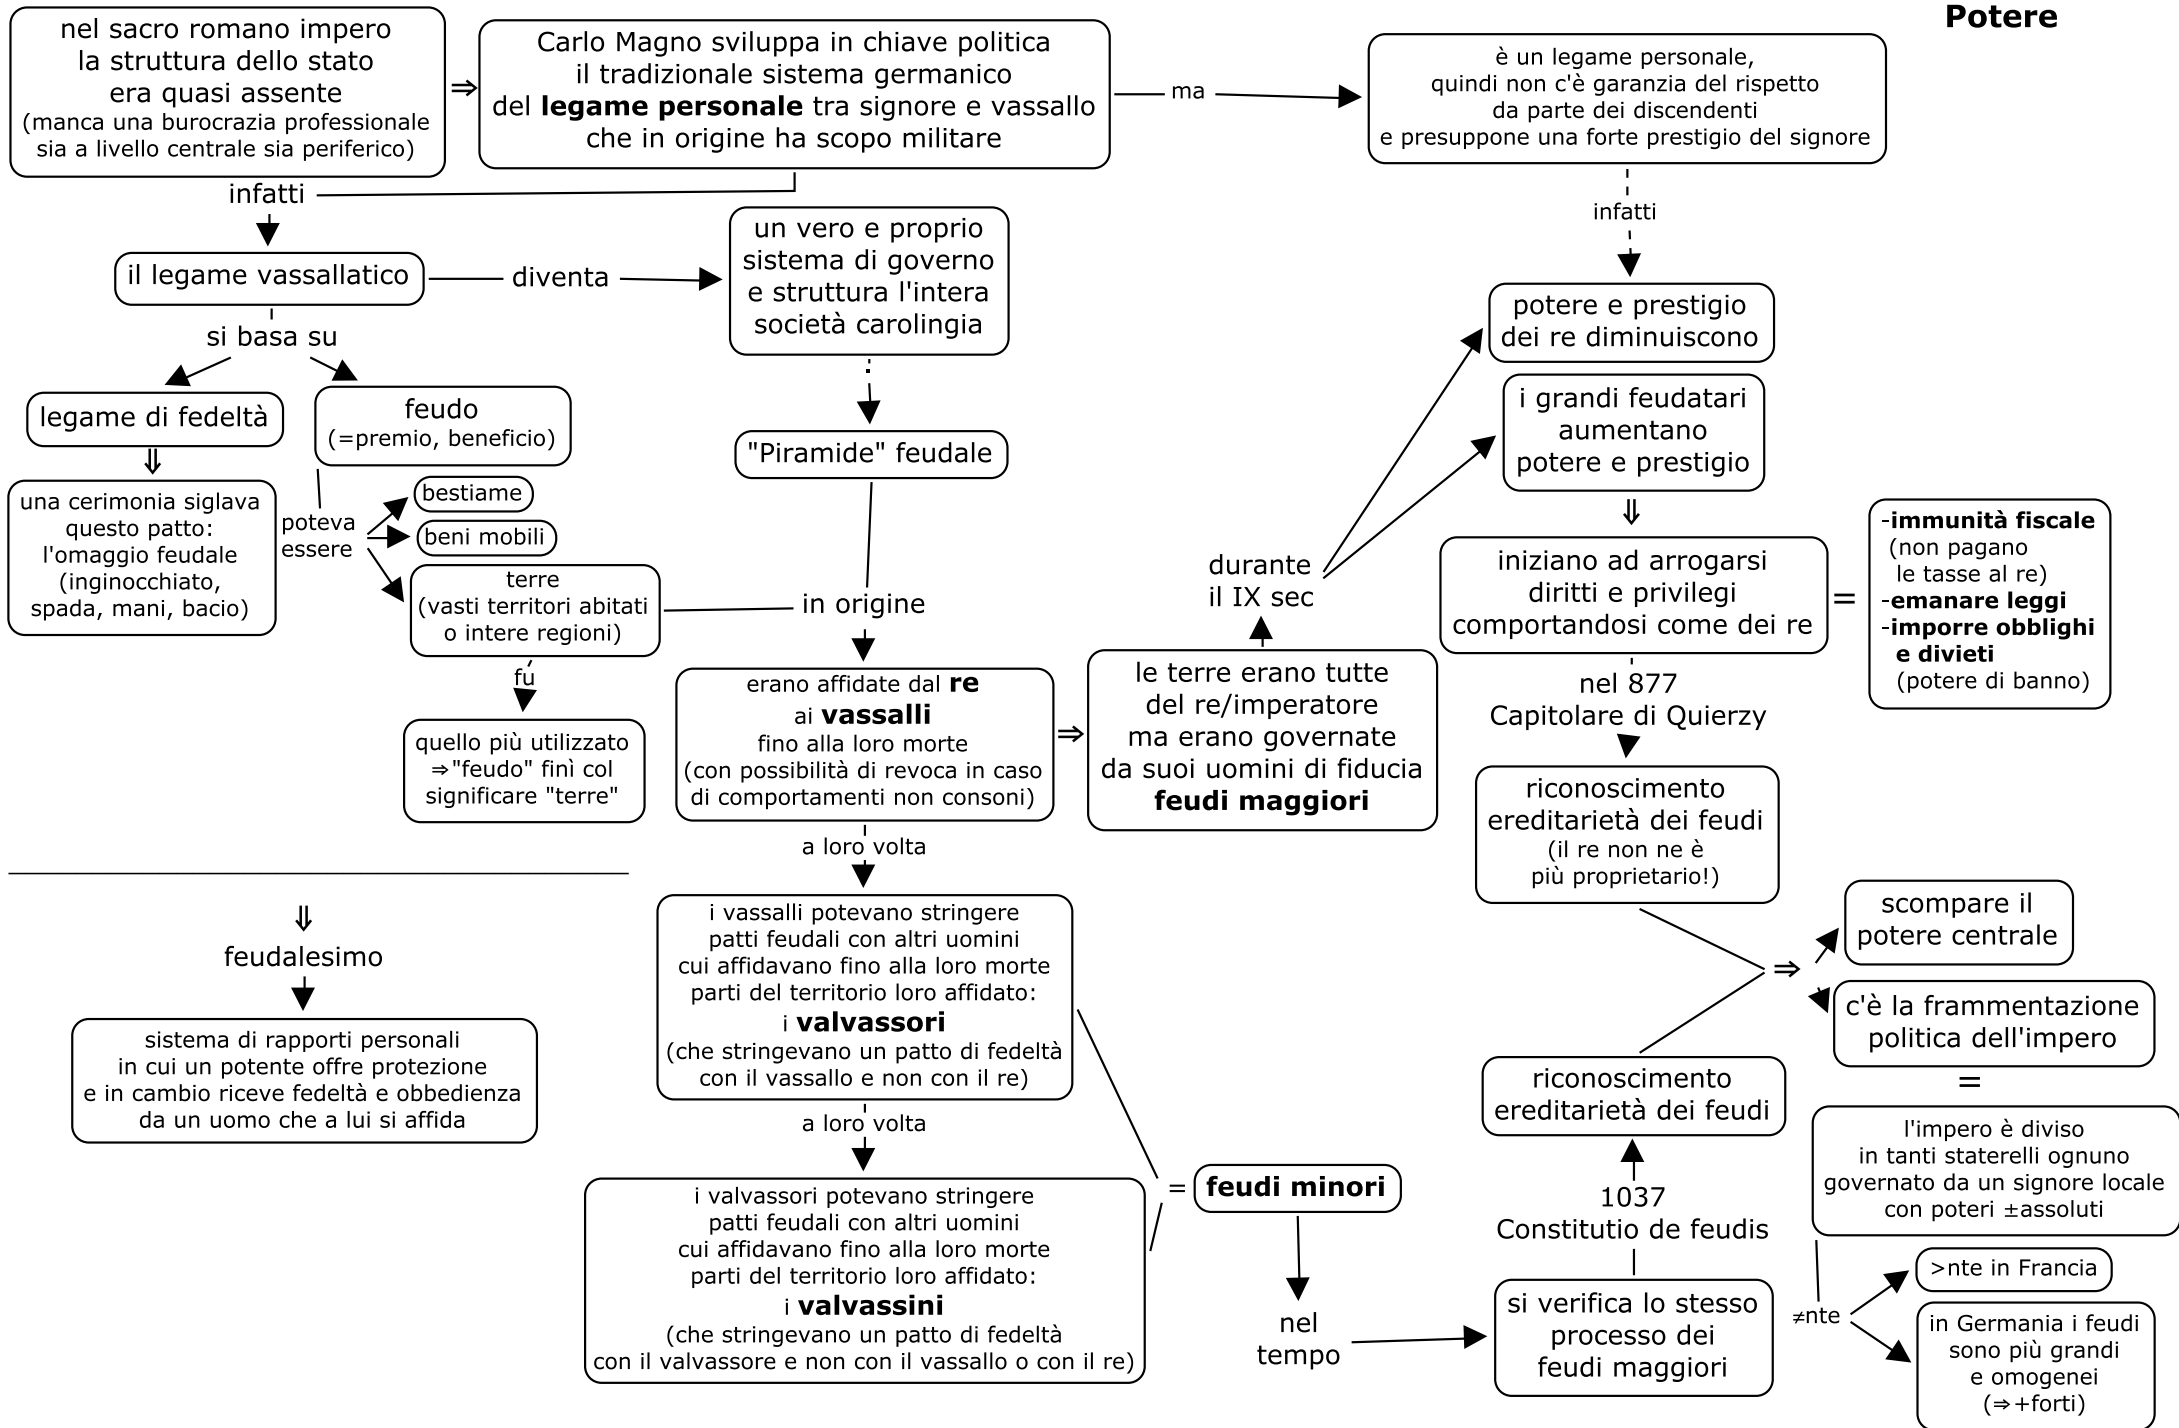 Potere
nel sacro romano impero
la struttura dello stato
era quasi assente
(manca una burocrazia professionale
sia a livello centrale sia periferico)
⇒
Carlo Magno sviluppa in chiave politica
il tradizionale sistema germanico
del legame personale tra signore e vassallo
che in origine ha scopo militare
ma
è un legame personale,
quindi non c'è garanzia del rispetto
da parte dei discendenti
e presuppone una forte prestigio del signore
infatti
il legame vassallatico
diventa
un vero e proprio
sistema di governo
e struttura l'intera
società carolingia
:
"Piramide" feudale
si basa su
legame di fedeltà
⇓
una cerimonia siglava
questo patto:
l'omaggio feudale
(inginocchiato,
spada, mani, bacio)
feudo
(=premio, beneficio)
poteva
essere
bestiame
beni mobili
terre
(vasti territori abitati
o intere regioni)
fu
quello più utilizzato
⇒"feudo" finì col
significare "terre"
in origine
erano affidate dal re
ai vassalli
fino alla loro morte
(con possibilità di revoca in caso
di comportamenti non consoni)
⇒
le terre erano tutte
del re/imperatore
ma erano governate
da suoi uomini di fiducia
feudi maggiori
durante
il IX sec
infatti
potere e prestigio
dei re diminuiscono
i grandi feudatari
aumentano
potere e prestigio
⇓
iniziano ad arrogarsi
diritti e privilegi
comportandosi come dei re
=
-immunità fiscale
(non pagano
le tasse al re)
-emanare leggi
-imporre obblighi
e divieti
(potere di banno)
nel 877
Capitolare di Quierzy
riconoscimento
ereditarietà dei feudi
(il re non ne è
più proprietario!)
a loro volta
i vassalli potevano stringere
patti feudali con altri uomini
cui affidavano fino alla loro morte
parti del territorio loro affidato:
i valvassori
(che stringevano un patto di fedeltà
con il vassallo e non con il re)
a loro volta
i valvassori potevano stringere
patti feudali con altri uomini
cui affidavano fino alla loro morte
parti del territorio loro affidato:
i valvassini
(che stringevano un patto di fedeltà
con il valvassore e non con il vassallo o con il re)
=
feudi minori
nel
tempo
si verifica lo stesso
processo dei
feudi maggiori
1037
Constitutio de feudis
riconoscimento
ereditarietà dei feudi
⇒
scompare il
potere centrale
c'è la frammentazione
politica dell'impero
=
l'impero è diviso
in tanti staterelli ognuno
governato da un signore locale
con poteri ±assoluti
≠nte
>nte in Francia
in Germania i feudi
sono più grandi
e omogenei
(⇒+forti)
⇓
feudalesimo
sistema di rapporti personali
in cui un potente offre protezione
e in cambio riceve fedeltà e obbedienza
da un uomo che a lui si affida